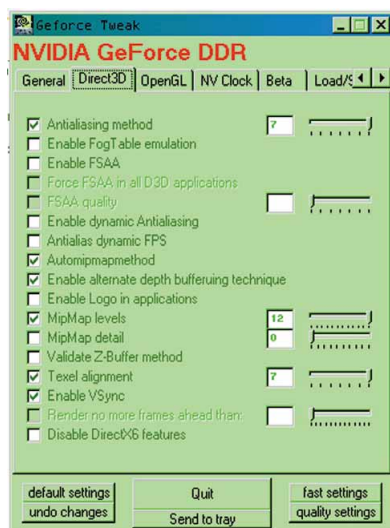 Geforce Tweak
NVIDIA GeForce DDR
General Direct3D OpenGL NV Clock Beta Load/S
Antialiasing method 7
Enable FogTable emulation
Enable FSAA
Force FSAA in all D3D applications
FSAA quality
Enable dynamic Antialiasing
Antialias dynamic FPS
Automipmapmethod
Enable alternate depth bufferuing technique
Enable Logo in applications
MipMap levels 12
MipMap detail 0
Validate Z-Buffer method
Texel alignment 7
Enable VSync
Render no more frames ahead than:
Disable DirectX6 features
default settings Quit fast settings
undo changes Send to tray quality settings